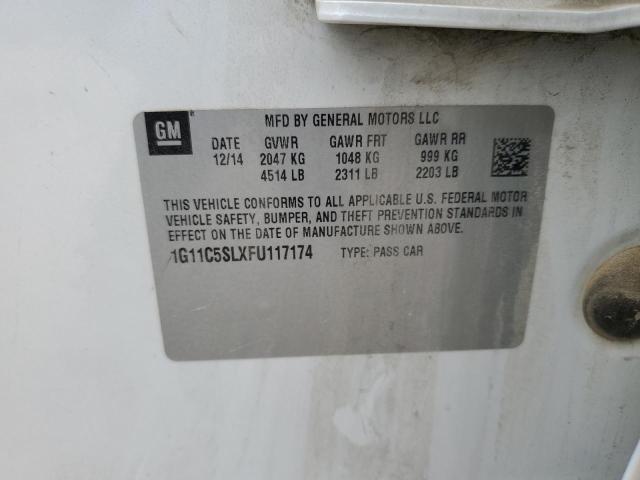 GM
MFD BY GENERAL MOTORS LLC
DATE GVWR GAWR FRT GAWR RR
12/14 2047 KG 1048 KG 999 KG
4514 LB 2311 LB 2203 LB
THIS VEHICLE CONFORMS TO ALL APPLICABLE U.S. FEDERAL MOTOR
VEHICLE SAFETY, BUMPER, AND THEFT PREVENTION STANDARDS IN
EFFECT ON THE DATE OF MANUFACTURE SHOWN ABOVE.
1G11C5SLXFU117174 TYPE: PASS CAR